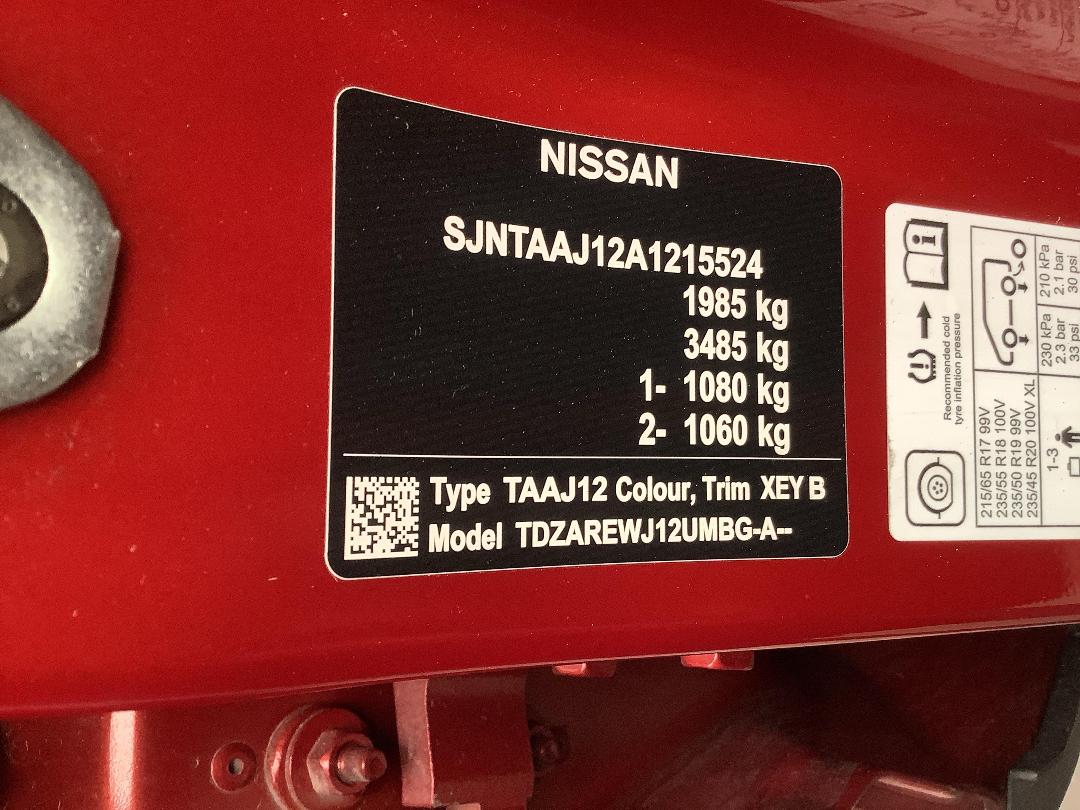 NISSAN
SJNTAAJ12A1215524
1985 kg
3485 kg
1- 1080 kg
2- 1060 kg
Type TAAJ12 Colour, Trim XEY B
Model TDZAREWJ12UMBG-A--
Recommended cold
tyre inflation pressure
210 kPa
2.1 bar
30 psi
230 kPa
2.3 bar
33 psi
215/65 R17 99V
235/55 R18 100V
235/50 R19 99V
235/45 R20 100V XL
1-3